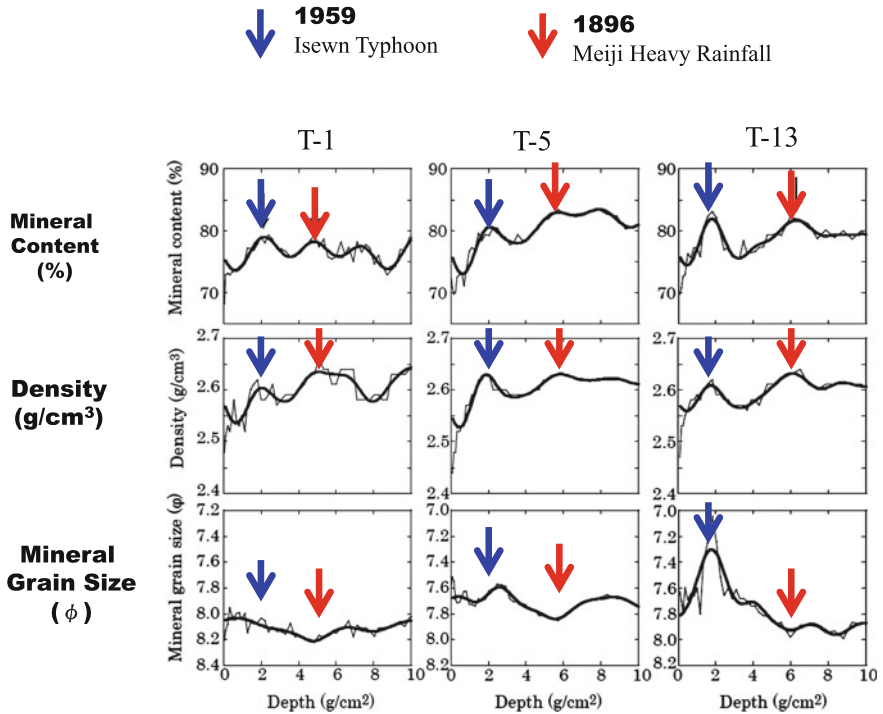 1959
Isewn Typhoon
1896
Meiji Heavy Rainfall
T-1
T-5
T-13
Mineral
Content
(%)
Mineral content (%)
90
80
70
90
80
70
90
80
70
Density
(g/cm³)
Density (g/cm³)
2.7
2.6
2.5
2.4
2.7
2.6
2.5
2.4
2.7
2.6
2.5
2.4
Mineral
Grain Size
(ϕ)
Mineral grain size (φ)
7.2
7.4
7.6
7.8
8.0
8.2
8.4
7.2
7.4
7.6
7.8
8.0
8.2
7.2
7.4
7.6
7.8
8.0
8.2
0 2 4 6 8 10
0 2 4 6 8 10
0 2 4 6 8 10
Depth (g/cm2)
Depth (g/cm2)
Depth (g/cm2)